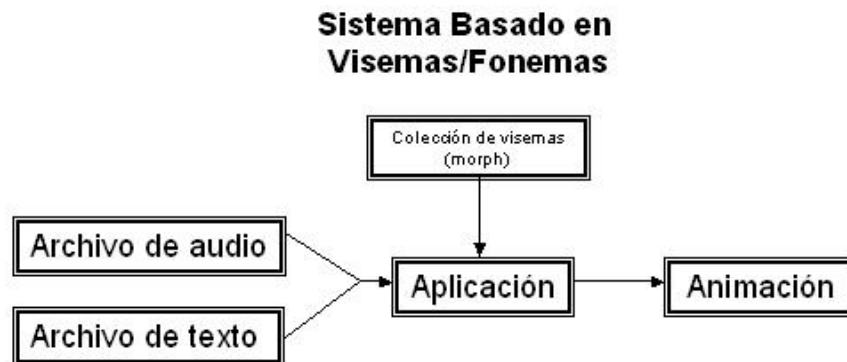 Sistema Basado en
Visemas/Fonemas
Colección de visemas
(morph)
Archivo de audio
Aplicación
Animación
Archivo de texto